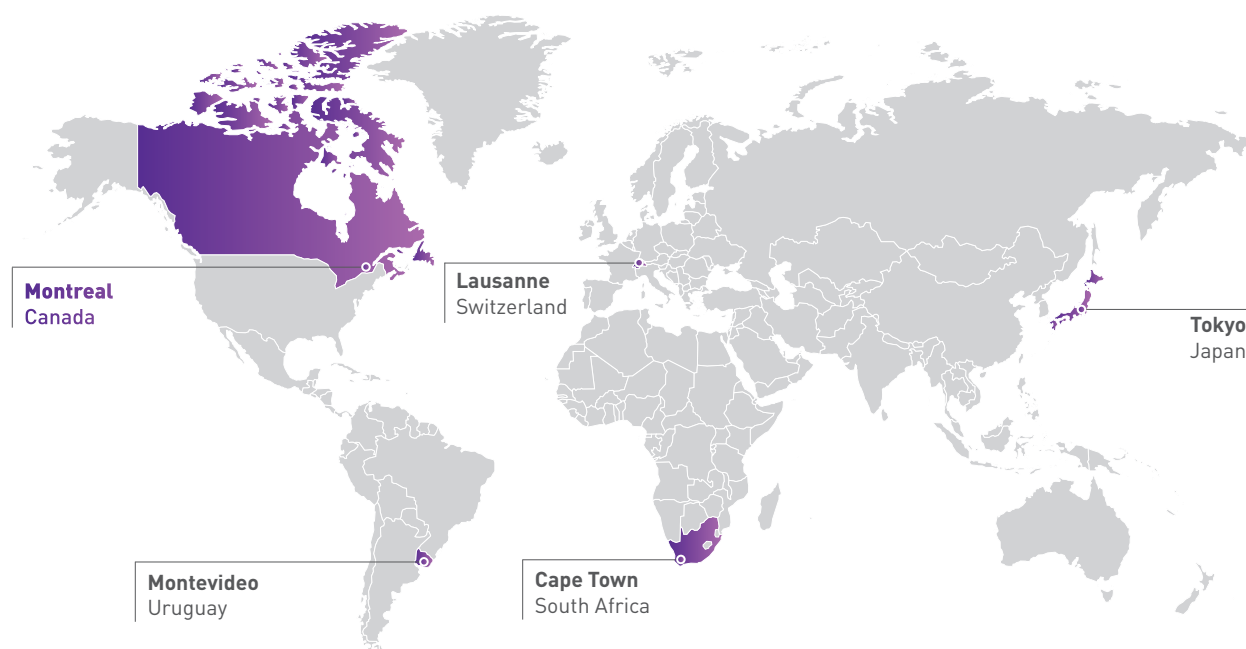 Montreal
Canada
Lausanne
Switzerland
Tokyo
Japan
Montevideo
Uruguay
Cape Town
South Africa